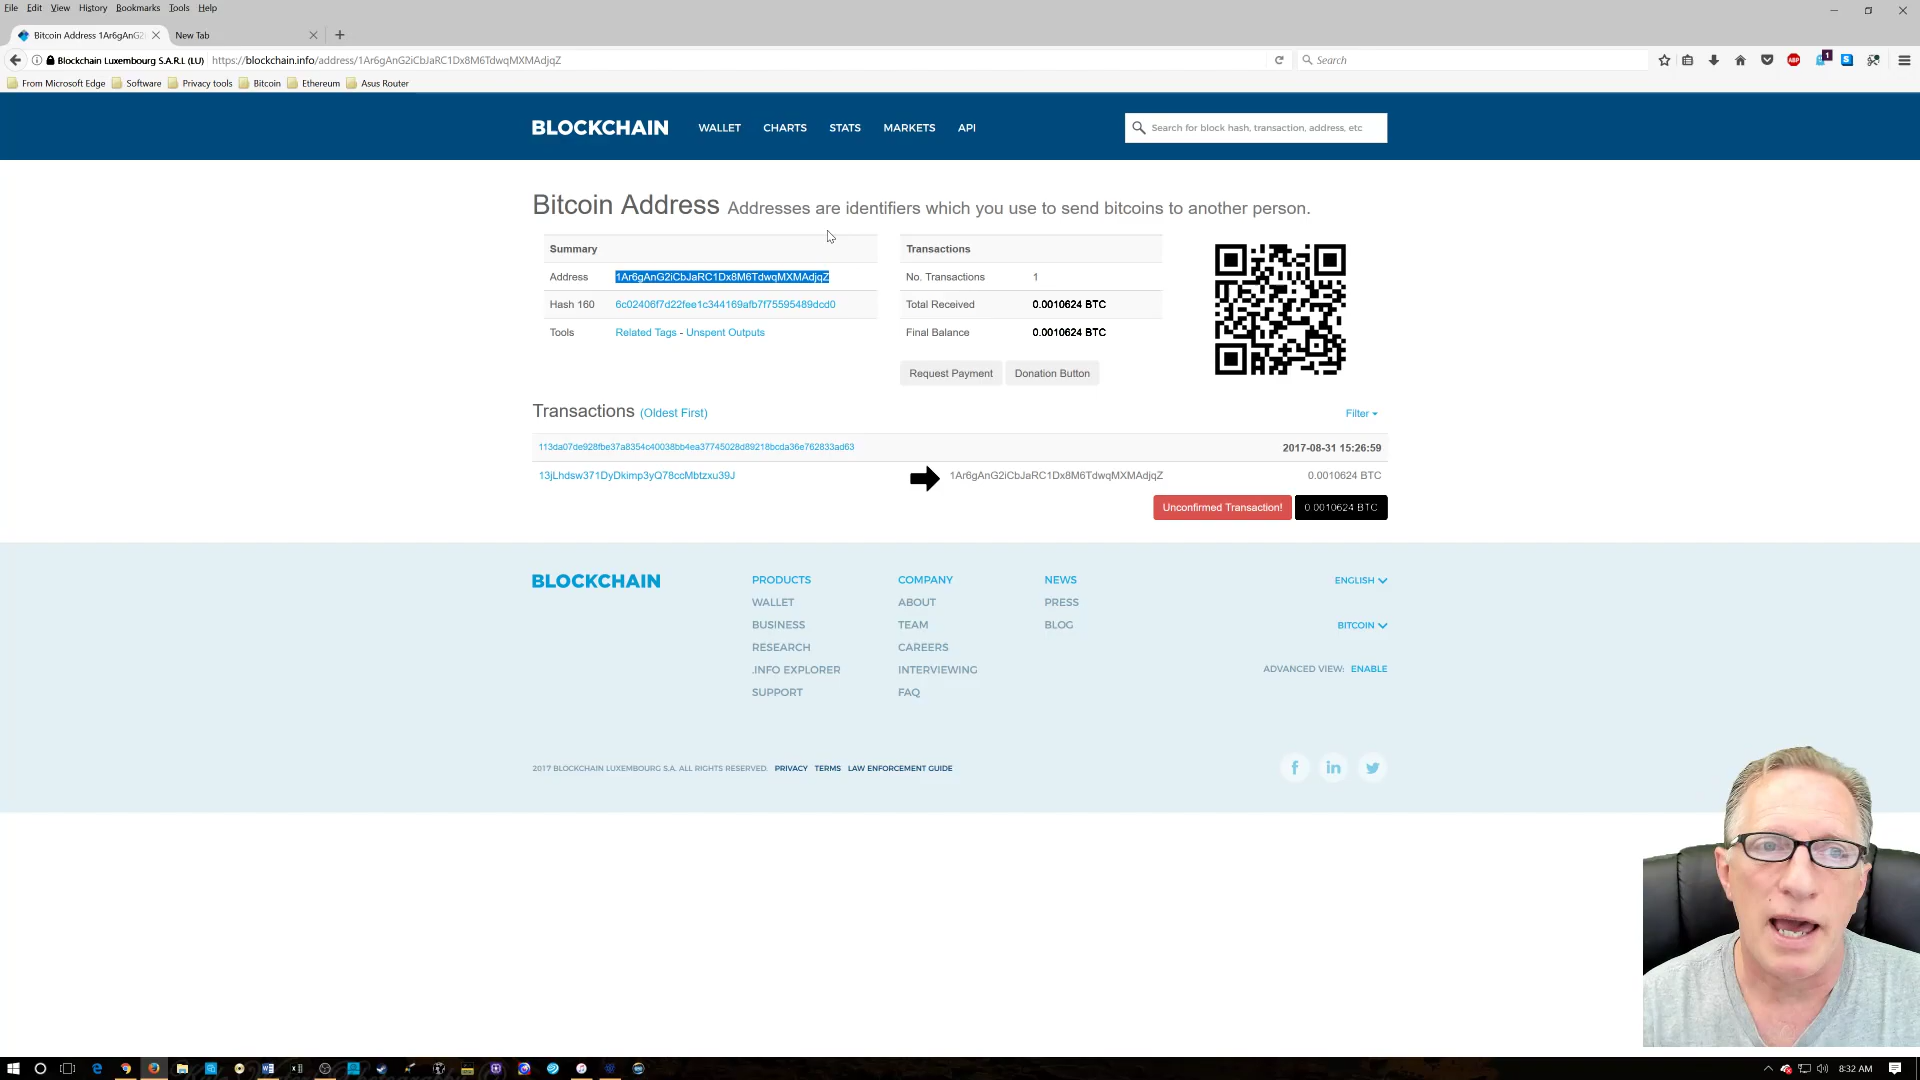 File Edit View History Bookmarks Tools Help
Bitcoin Address 1Ar6gAnG2 New Tab
Blockchain Luxembourg S.A.R.L (LU) https://blockchain.info/address/1Ar6gAnG2iCbJaRC1Dx8M6TdwqMXMAdjqZ Search
From Microsoft Edge Software Privacy tools Bitcoin Ethereum Asus Router
BLOCKCHAIN WALLET CHARTS STATS MARKETS API Search for block hash, transaction, address, etc
Bitcoin Address Addresses are identifiers which you use to send bitcoins to another person.
Summary Transactions
Address 1Ar6gAnG2iCbJaRC1Dx8M6TdwqMXMAdjqZ No. Transactions 1
Hash 160 6c02406f7d22fee1c344169afb7f75595489dcd0 Total Received 0.0010624 BTC
Tools Related Tags - Unspent Outputs Final Balance 0.0010624 BTC
Request Payment Donation Button
Transactions (Oldest First) Filter
113da07de928fbe37a8354c40038bb4ea37745028d89218bcda36e762833ad63 2017-08-31 15:26:59
13jLhdsw371DyDkimp3yQ78ccMbtzxu39J 1Ar6gAnG2iCbJaRC1Dx8M6TdwqMXMAdjqZ 0.0010624 BTC
Unconfirmed Transaction! 0.0010624 BTC
BLOCKCHAIN PRODUCTS COMPANY NEWS ENGLISH
WALLET ABOUT PRESS
BUSINESS TEAM BLOG BITCOIN
RESEARCH CAREERS
.INFO EXPLORER INTERVIEWING ADVANCED VIEW: ENABLE
SUPPORT FAQ
2017 BLOCKCHAIN LUXEMBOURG S.A. ALL RIGHTS RESERVED. PRIVACY TERMS LAW ENFORCEMENT GUIDE
8:32 AM